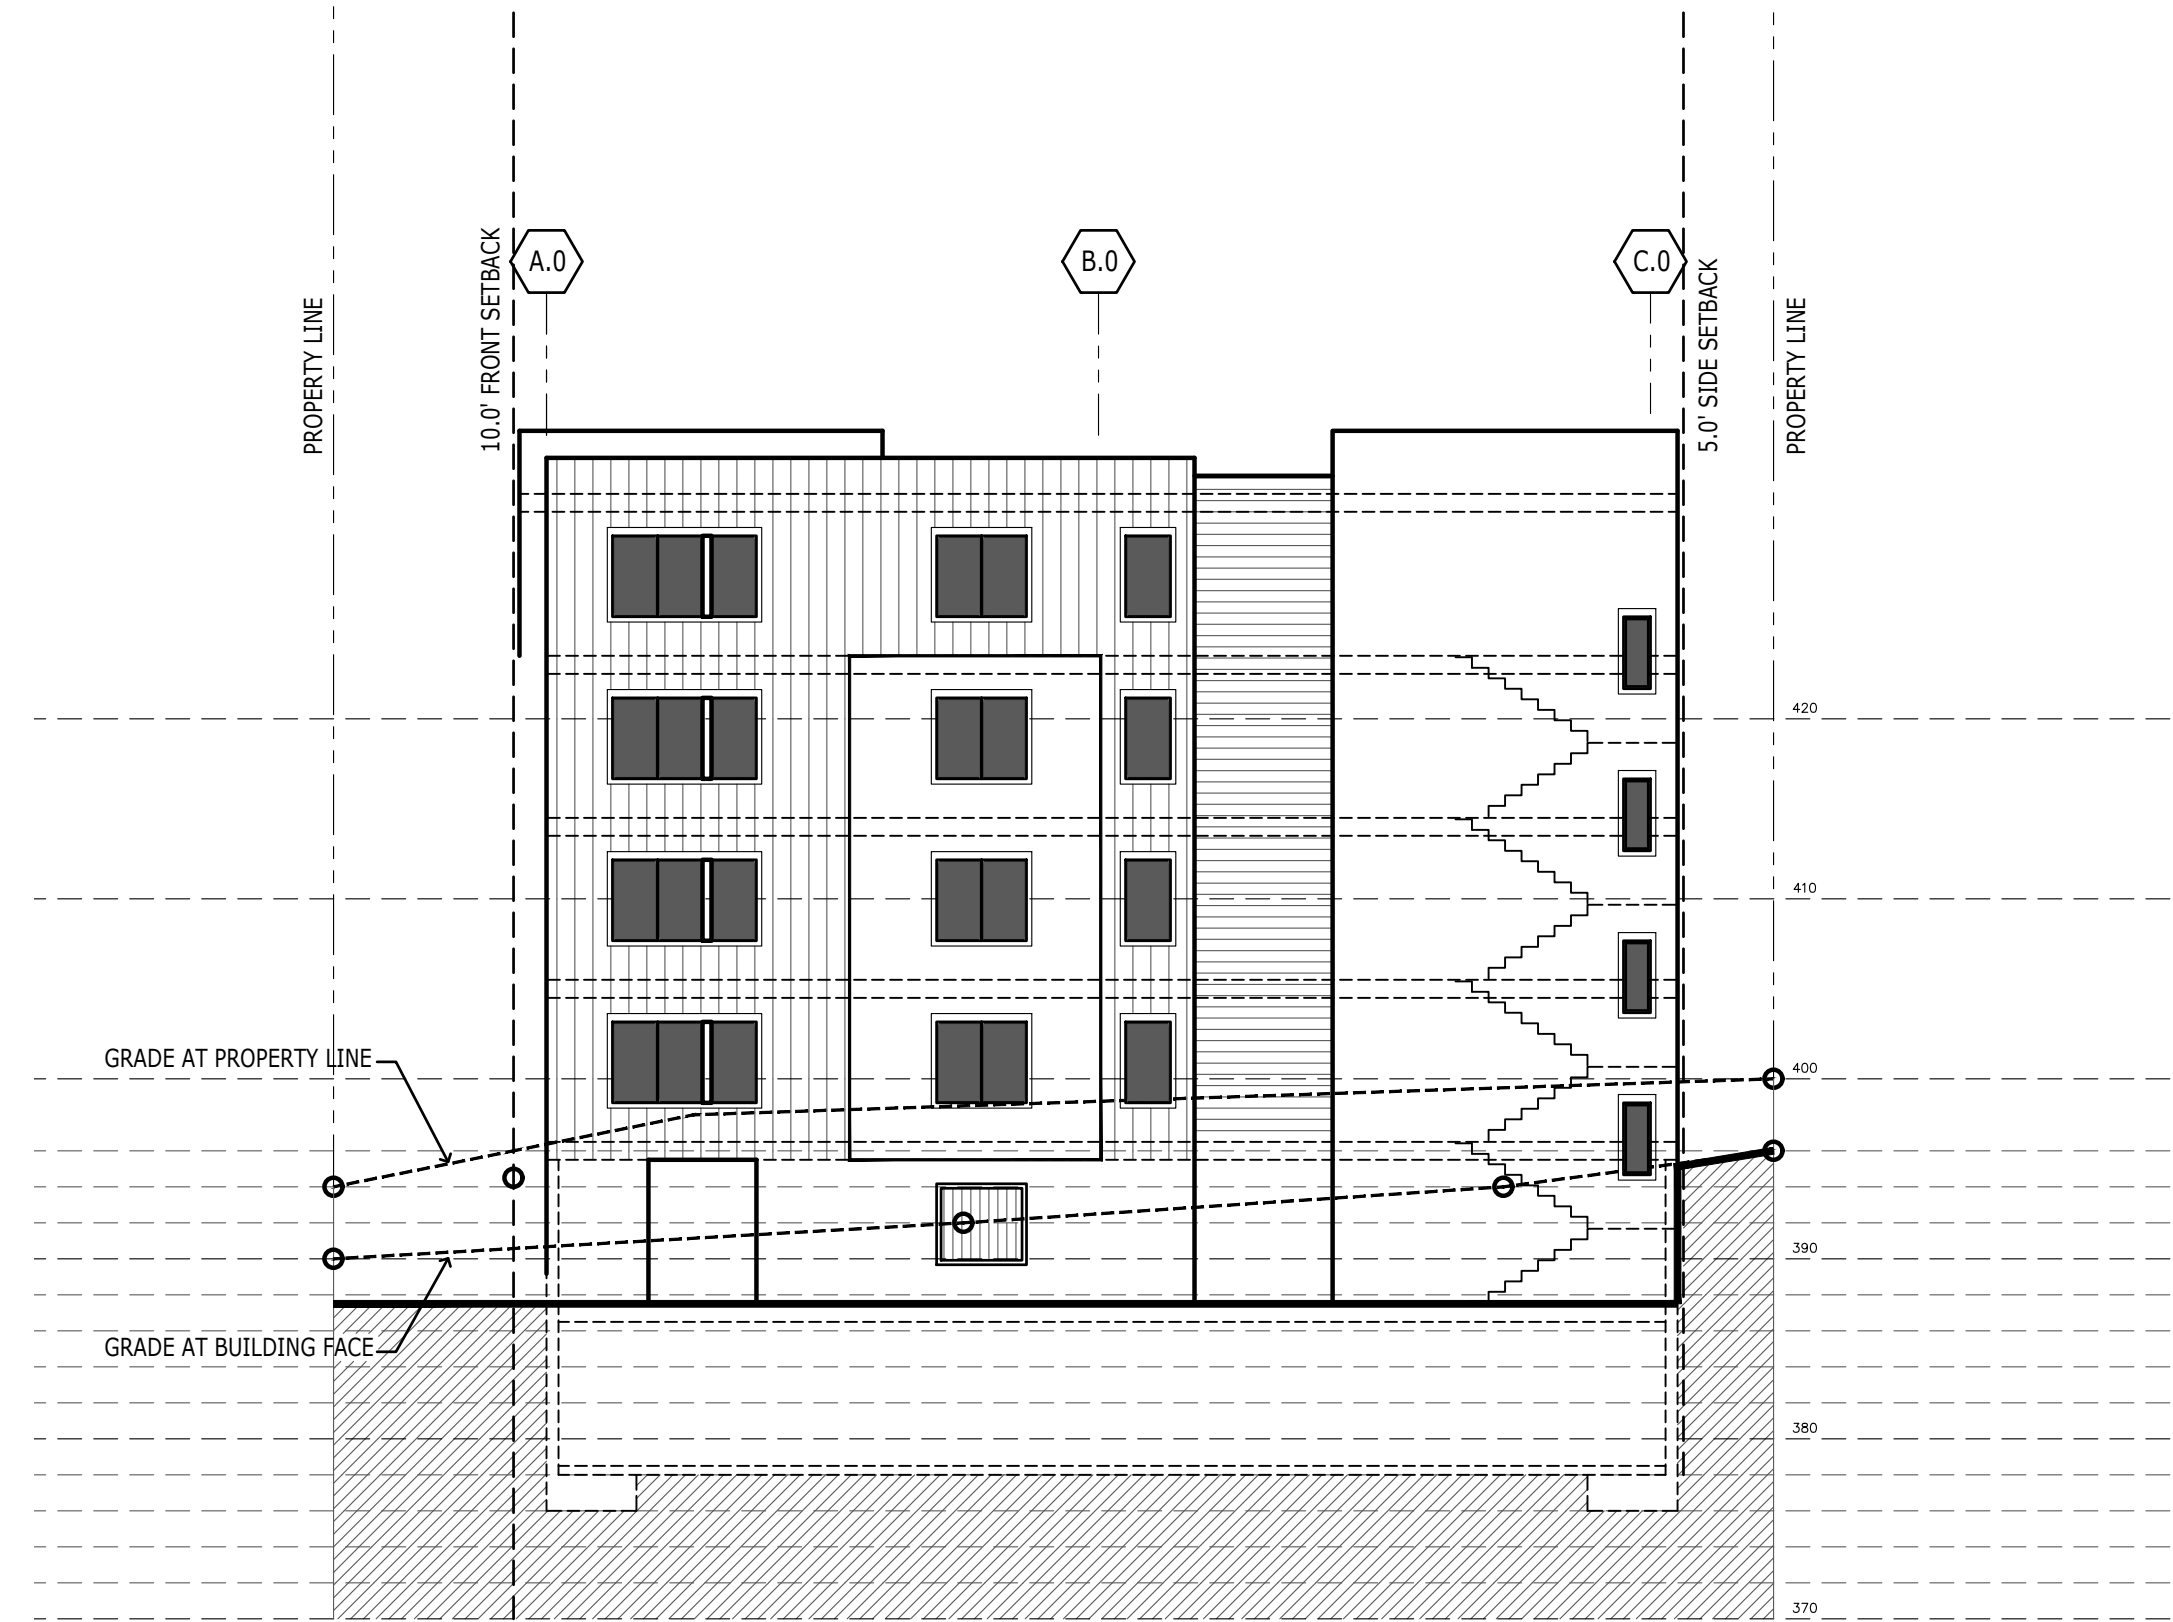 A.0
B.0
C.0
PROPERTY LINE
10.0' FRONT SETBACK
5.0' SIDE SETBACK
PROPERTY LINE
420
410
GRADE AT PROPERTY LINE
400
390
GRADE AT BUILDING FACE
380
370